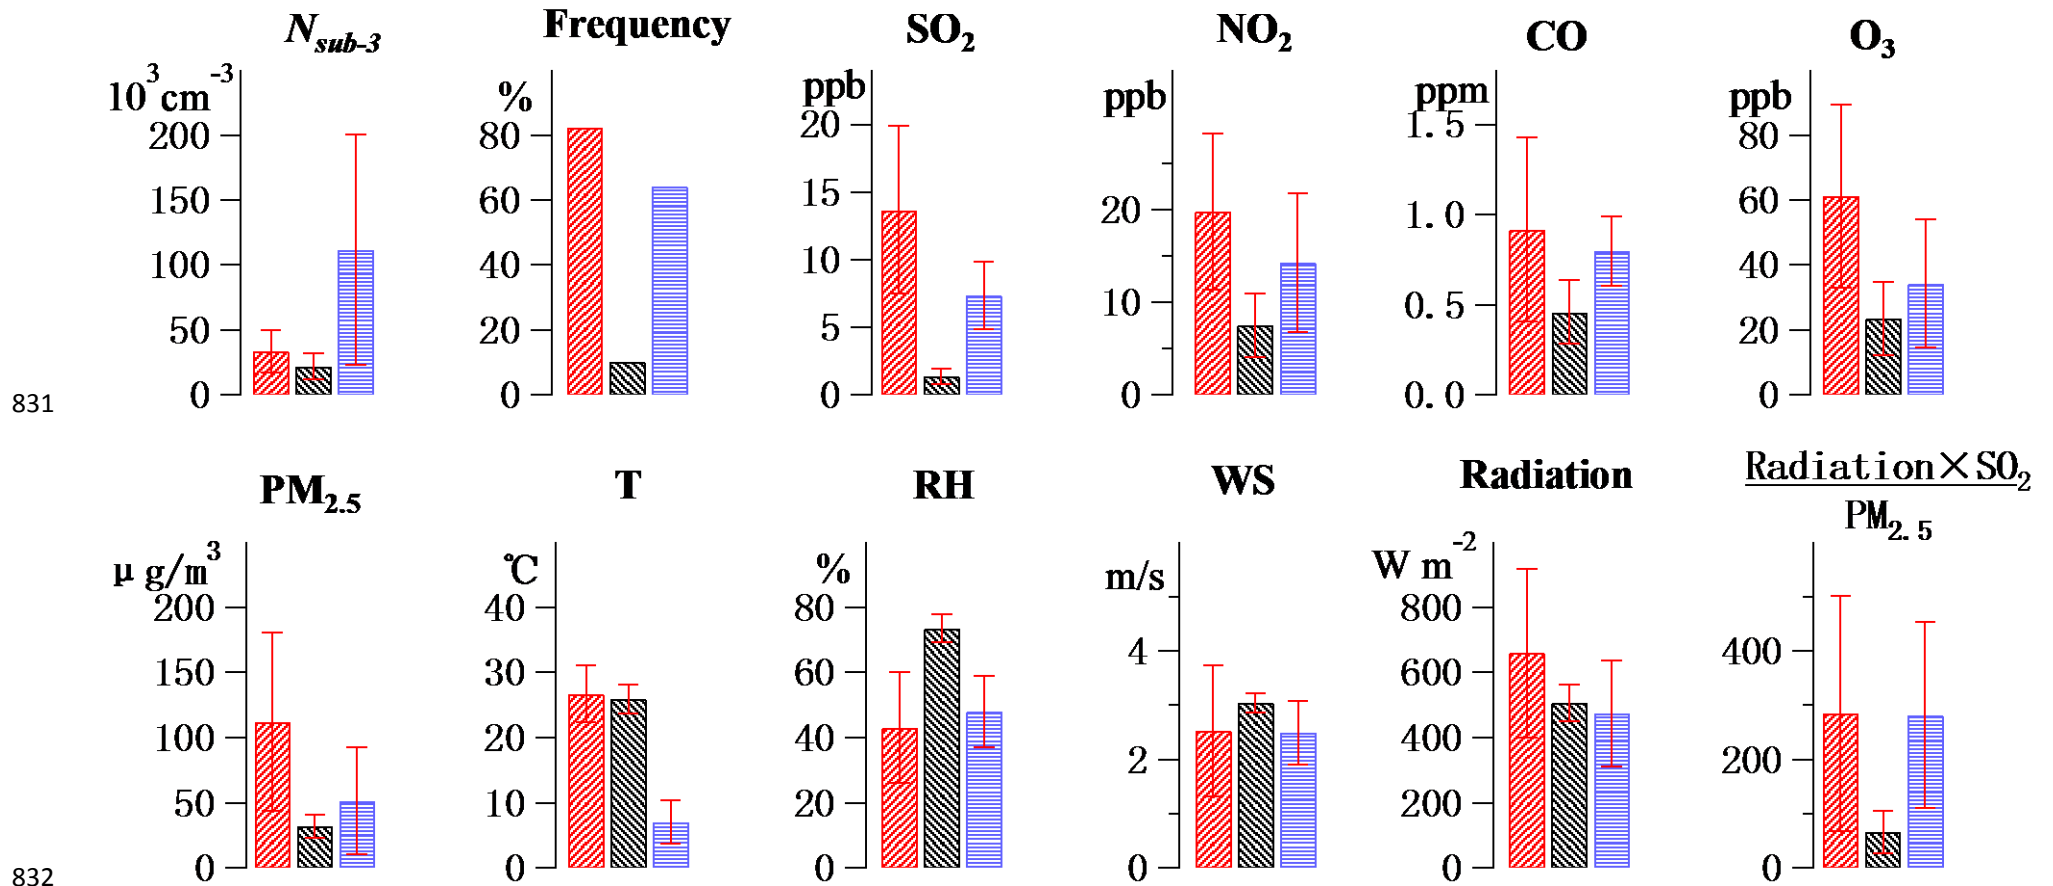 N_sub-3 Frequency SO₂ NO₂ CO O₃
10³ cm⁻³ % ppb ppb ppm ppb
200 80 20 20 1.5 80
150 60 15 10 1.0 60
100 40 10 0 0.5 40
50 20 5 0.0 20
0 0 0 0
831
PM₂.₅ T RH WS Radiation Radiation×SO₂
PM₂.₅
μg/m³ ℃ % m/s W m⁻²
200 40 80 4 800 400
150 30 60 2 600 200
100 20 40 0 400 0
50 10 20 200
0 0 0 0
832